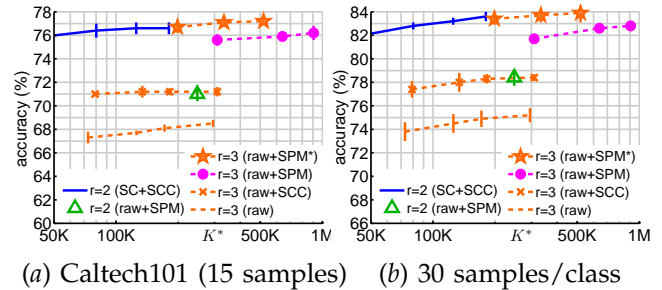 accuracy (%)
78
76
74
72
70
68
66
64
62
60
50K 100K K* 500K 1M
r=2 (SC+SCC)
r=2 (raw+SPM)
r=3 (raw+SPM*)
r=3 (raw+SPM)
r=3 (raw+SCC)
r=3 (raw)
(a) Caltech101 (15 samples)
accuracy (%)
84
82
80
78
76
74
72
70
68
66
50K 100K K* 500K 1M
r=2 (SC+SCC)
r=2 (raw+SPM)
r=3 (raw+SPM*)
r=3 (raw+SPM)
r=3 (raw+SCC)
r=3 (raw)
(b) 30 samples/class